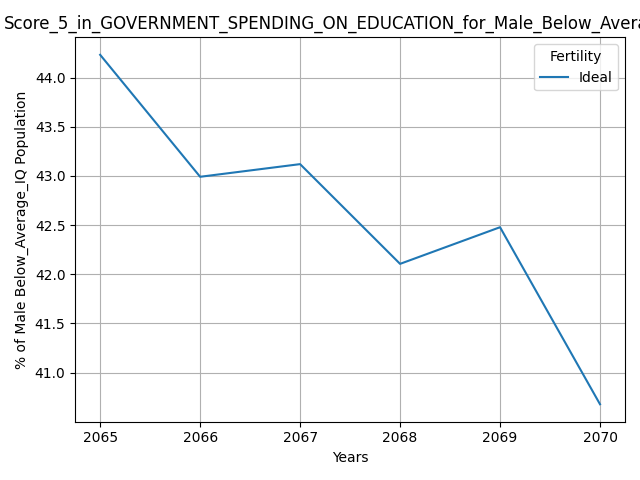 Score_5_in_GOVERNMENT_SPENDING_ON_EDUCATION_for_Male_Below_Avera
Fertility
Ideal
% of Male Below_Average_IQ Population
44.0
43.5
43.0
42.5
42.0
41.5
41.0
2065 2066 2067 2068 2069 2070
Years